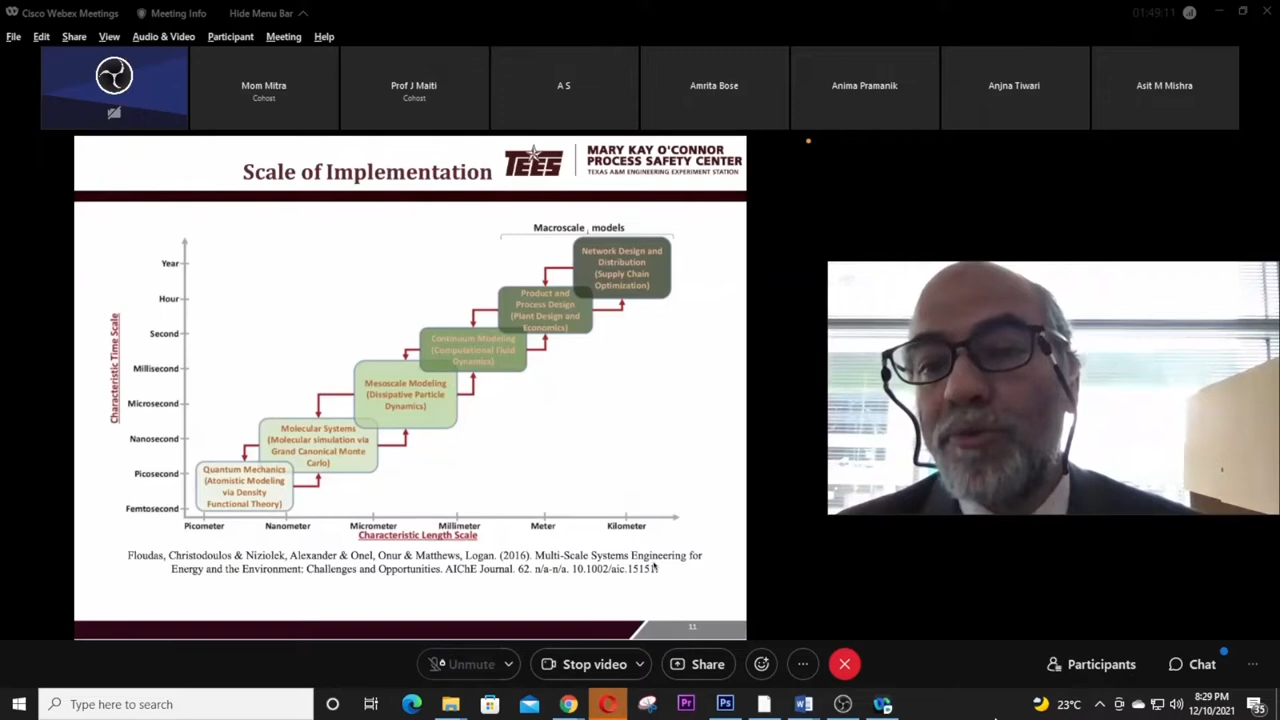 Cisco Webex Meetings
Meeting Info
Hide Menu Bar
01:49:11
File Edit Share View Audio & Video Participant Meeting Help
Mom Mitra
Cohost
Prof J Maiti
Cohost
A S
Amrita Bose
Anima Pramanik
Anjna Tiwari
Asit M Mishra
Scale of Implementation
TEES
MARY KAY O'CONNOR
PROCESS SAFETY CENTER
TEXAS A&M ENGINEERING EXPERIMENT STATION
Macroscale models
Characteristic Time Scale
Year
Hour
Second
Millisecond
Microsecond
Nanosecond
Picosecond
Femtosecond
Network Design and
Distribution
(Supply Chain
Optimization)
Product and
Process Design
(Plant Design and
Economics)
Continuum Modeling
(Computational Fluid
Dynamics)
Mesoscale Modeling
(Dissipative Particle
Dynamics)
Molecular Systems
(Molecular simulation via
Grand Canonical Monte
Carlo)
Quantum Mechanics
(Atomistic Modeling
via Density
Functional Theory)
Picometer Nanometer Micrometer Millimeter Meter Kilometer
Characteristic Length Scale
Floudas, Christodoulos & Niziolek, Alexander & Onel, Onur & Matthews, Logan. (2016). Multi-Scale Systems Engineering for
Energy and the Environment: Challenges and Opportunities. AIChE Journal. 62. n/a-n/a. 10.1002/aic.15151.
11
Unmute
Stop video
Share
Participants
Chat
Type here to search
Pr
Ps
23°C
8:29 PM
12/10/2021
35